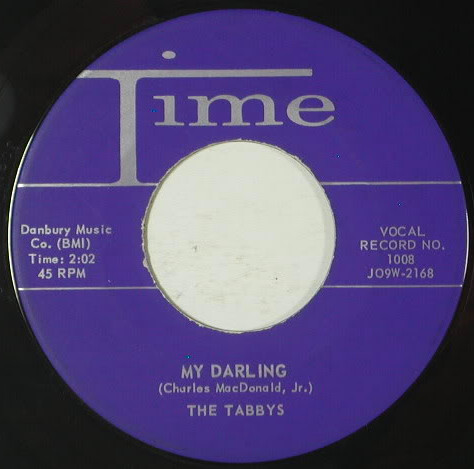 Time
Danbury Music
Co. (BMI)
Time: 2:02
45 RPM
VOCAL
RECORD NO.
1008
JO9W-2168
MY DARLING
(Charles MacDonald, Jr.)
THE TABBYS